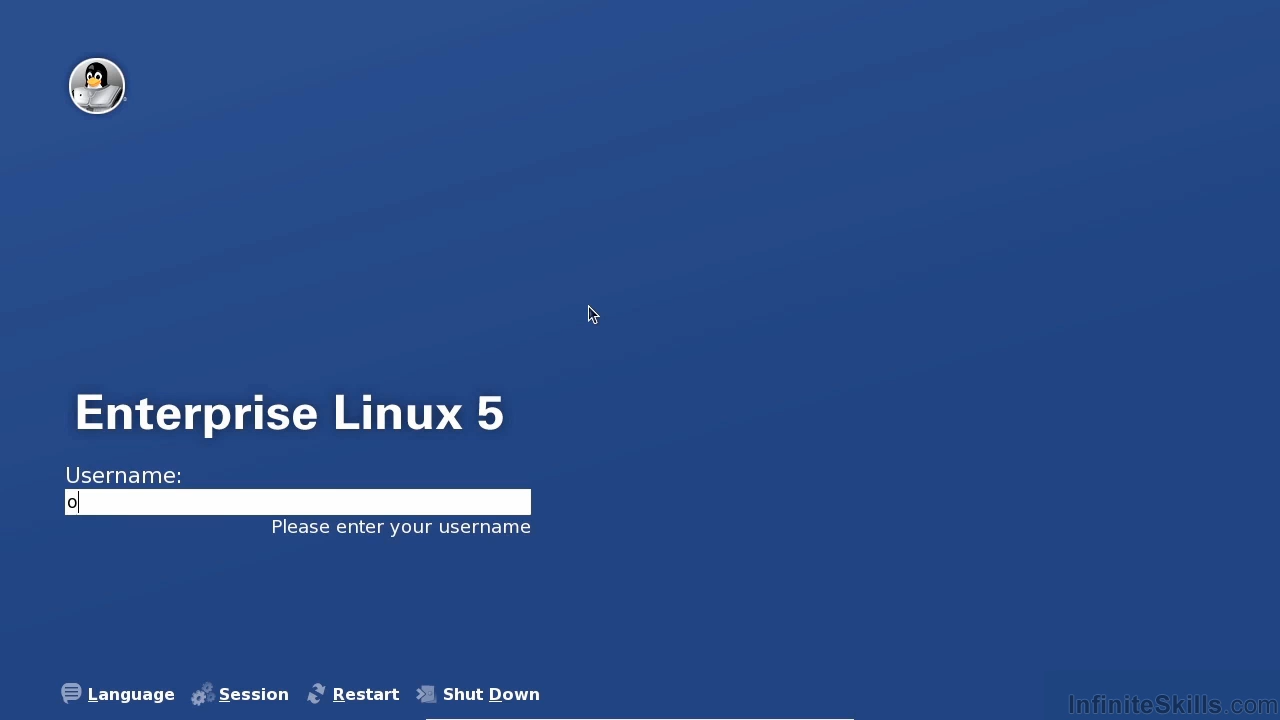 Enterprise Linux 5
Username:
o
Please enter your username
Language Session Restart Shut Down
InfiniteSkills.com